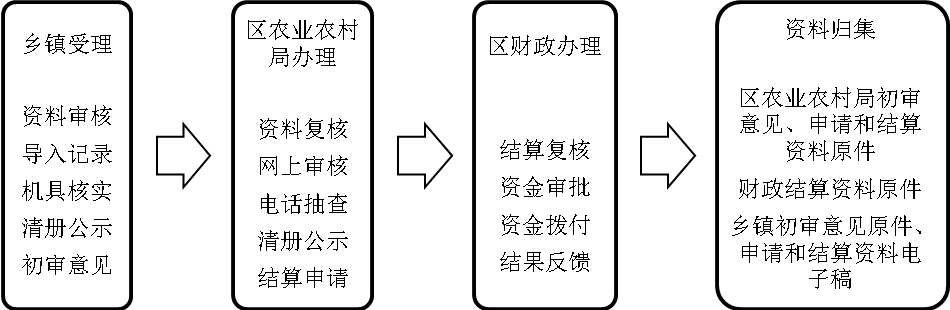 乡镇受理
资料审核
导入记录
机具核实
清册公示
初审意见
区农业农村
局办理
资料复核
网上审核
电话抽查
清册公示
结算申请
区财政办理
结算复核
资金审批
资金拨付
结果反馈
资料归集
区农业农村局初审
意见、申请和结算
资料原件
财政结算资料原件
乡镇初审意见原件、
申请和结算资料电
子稿